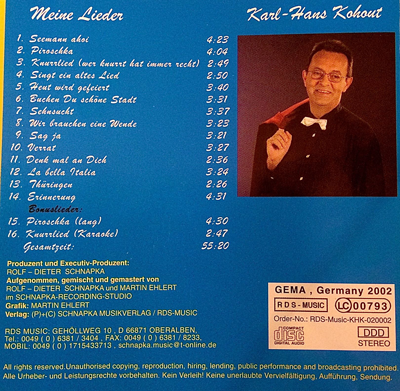 Meine Lieder
Karl-Hans Kohout
1. Seemann ahoi 4:23
2. Piroschka 4:04
3. Knurrlied (wer knurrt hat immer recht) 2:49
4. Singt ein altes Lied 2:50
5. Heut wird gefeiert 3:40
6. Buchen Du schöne Stadt 3:31
7. Sehnsucht 3:37
8. Wir brauchen eine Wende 3:23
9. Sag ja 3:21
10. Verrat 3:27
11. Denk mal an Dich 2:36
12. La bella Italia 3:24
13. Thüringen 2:26
14. Erinnerung 4:31
Bonuslieder:
15. Piroschka (lang) 4:30
16. Knurrlied (Karaoke) 2:47
Gesamtzeit: 55:20
Produzent und Executiv-Produzent:
ROLF – DIETER SCHNAPKA
Aufgenommen, gemischt und gemastert von
ROLF – DIETER SCHNAPKA und MARTIN EHLERT
im SCHNAPKA-RECORDING-STUDIO
Grafik: MARTIN EHLERT
Verlag: (P)+(C) SCHNAPKA MUSIKVERLAG / RDS-MUSIC
RDS MUSIC: GEHÖLLWEG 10 , D 66871 OBERALBEN,
Tel.: 0049 ( 0 ) 6381 / 3404 , FAX: 0049 ( 0 ) 6381 / 8233,
MOBIL: 0049 ( 0 ) 1715433713 , schnapka.music@t-online.de
GEMA , Germany 2002
RDS-MUSIC LC 00793
Order-No.: RDS-Music-KHK-020002
COMPACT
disc
DIGITAL AUDIO
DDD
STEREO
All rights reserved.Unauthorised copying, reproduction, hiring, lending, public performance and broadcasting prohibited.
Alle Urheber- und Leistungsrechte vorbehalten. Kein Verleih! Keine unerlaubte Vervielfältigung, Aufführung, Sendung.